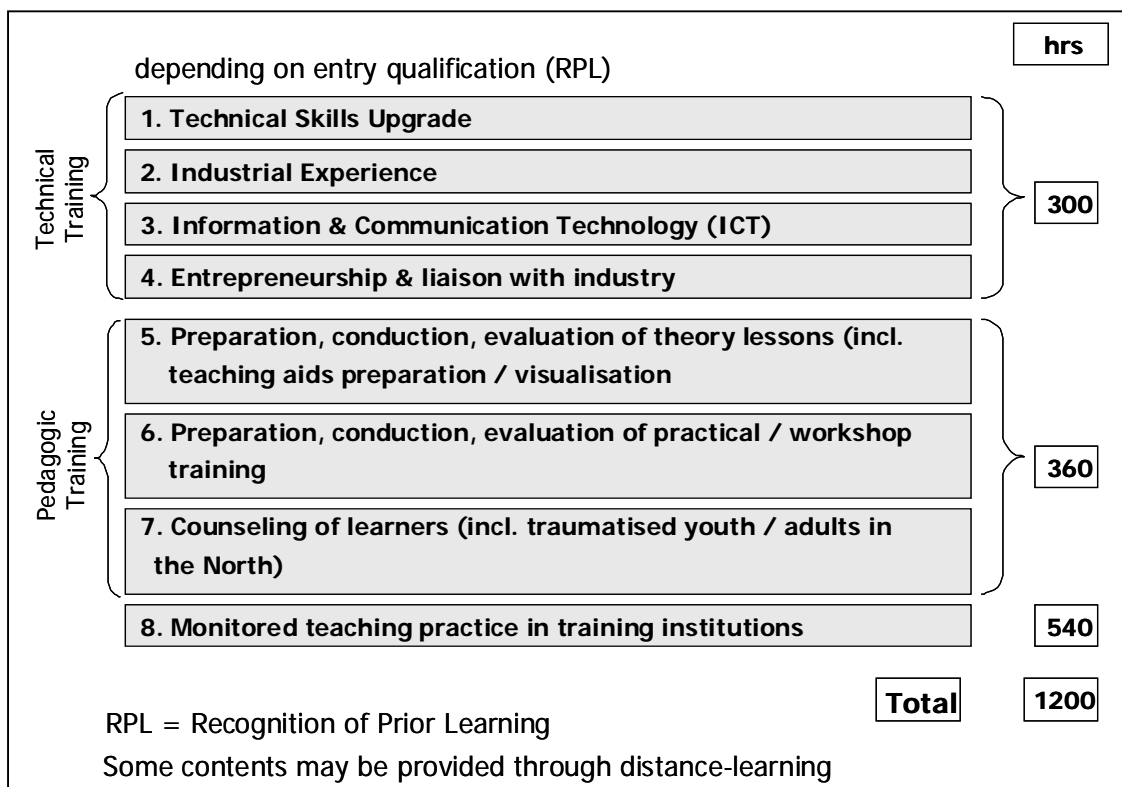 hrs
depending on entry qualification (RPL)
Technical
Training
1. Technical Skills Upgrade
2. Industrial Experience
3. Information & Communication Technology (ICT)
4. Entrepreneurship & liaison with industry
300
Pedagogic
Training
5. Preparation, conduction, evaluation of theory lessons (incl.
teaching aids preparation / visualisation
6. Preparation, conduction, evaluation of practical / workshop
training
7. Counseling of learners (incl. traumatised youth / adults in
the North)
360
8. Monitored teaching practice in training institutions
540
Total
1200
RPL = Recognition of Prior Learning
Some contents may be provided through distance-learning